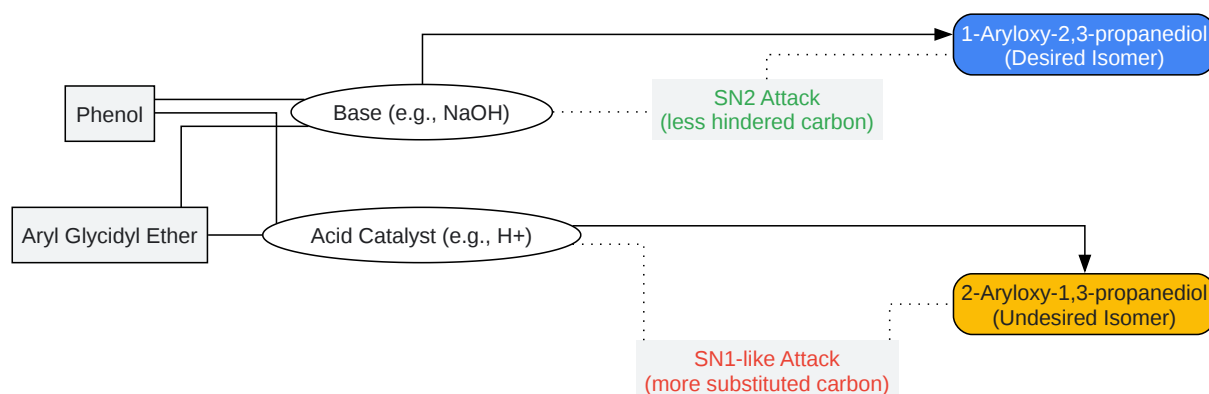 1-Aryloxy-2,3-propanediol
(Desired Isomer)
Phenol
Base (e.g., NaOH)
SN2 Attack
(less hindered carbon)
Aryl Glycidyl Ether
Acid Catalyst (e.g., H+)
2-Aryloxy-1,3-propanediol
(Undesired Isomer)
SN1-like Attack
(more substituted carbon)